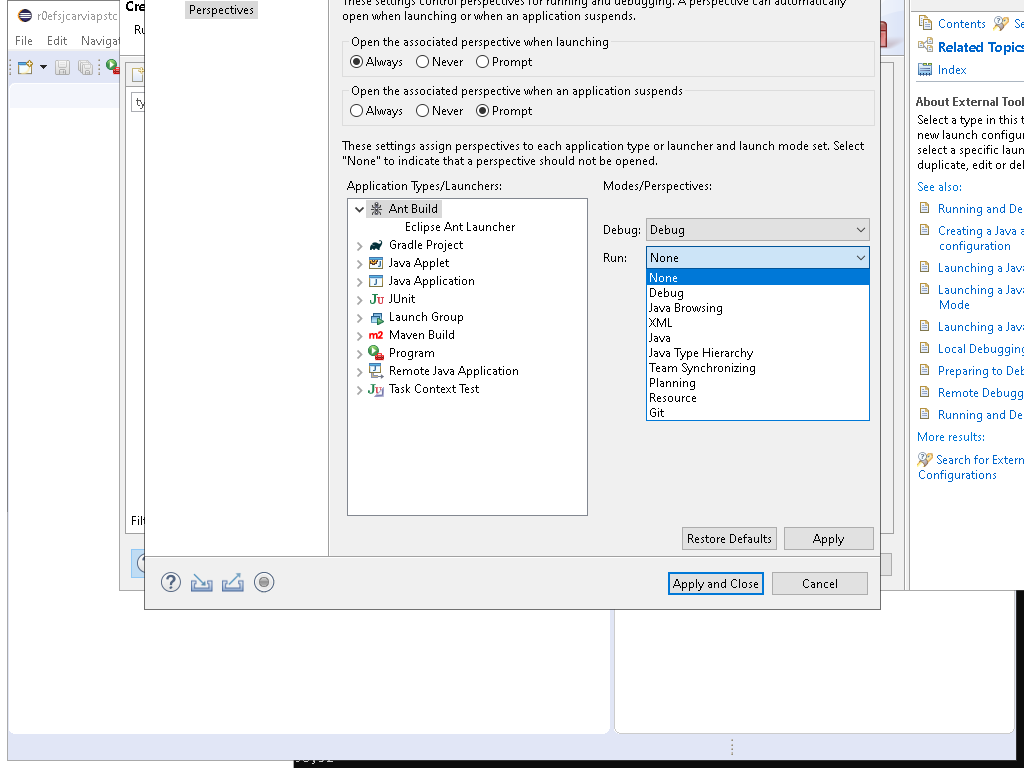 r0efsjcarviapstc
File Edit Navigat
Cre
Ru
ty
Filt
Perspectives
These settings control perspectives for running and debugging. A perspective can automatically
open when launching or when an application suspends.
Open the associated perspective when launching
Always Never Prompt
Open the associated perspective when an application suspends
Always Never Prompt
These settings assign perspectives to each application type or launcher and launch mode set. Select
"None" to indicate that a perspective should not be opened.
Application Types/Launchers:
Ant Build
Eclipse Ant Launcher
Gradle Project
Java Applet
Java Application
JUnit
Launch Group
Maven Build
Program
Remote Java Application
Task Context Test
Modes/Perspectives:
Debug: Debug
Run: None
None
Debug
Java Browsing
XML
Java
Java Type Hierarchy
Team Synchronizing
Planning
Resource
Git
Restore Defaults Apply
Apply and Close Cancel
Contents Se
Related Topics
Index
About External Tool
Select a type in this t
new launch configur
select a specific laun
duplicate, edit or del
See also:
Running and De
Creating a Java a
configuration
Launching a Java
Launching a Java
Mode
Launching a Java
Local Debugging
Preparing to Deb
Remote Debugg
Running and De
More results:
Search for Extern
Configurations